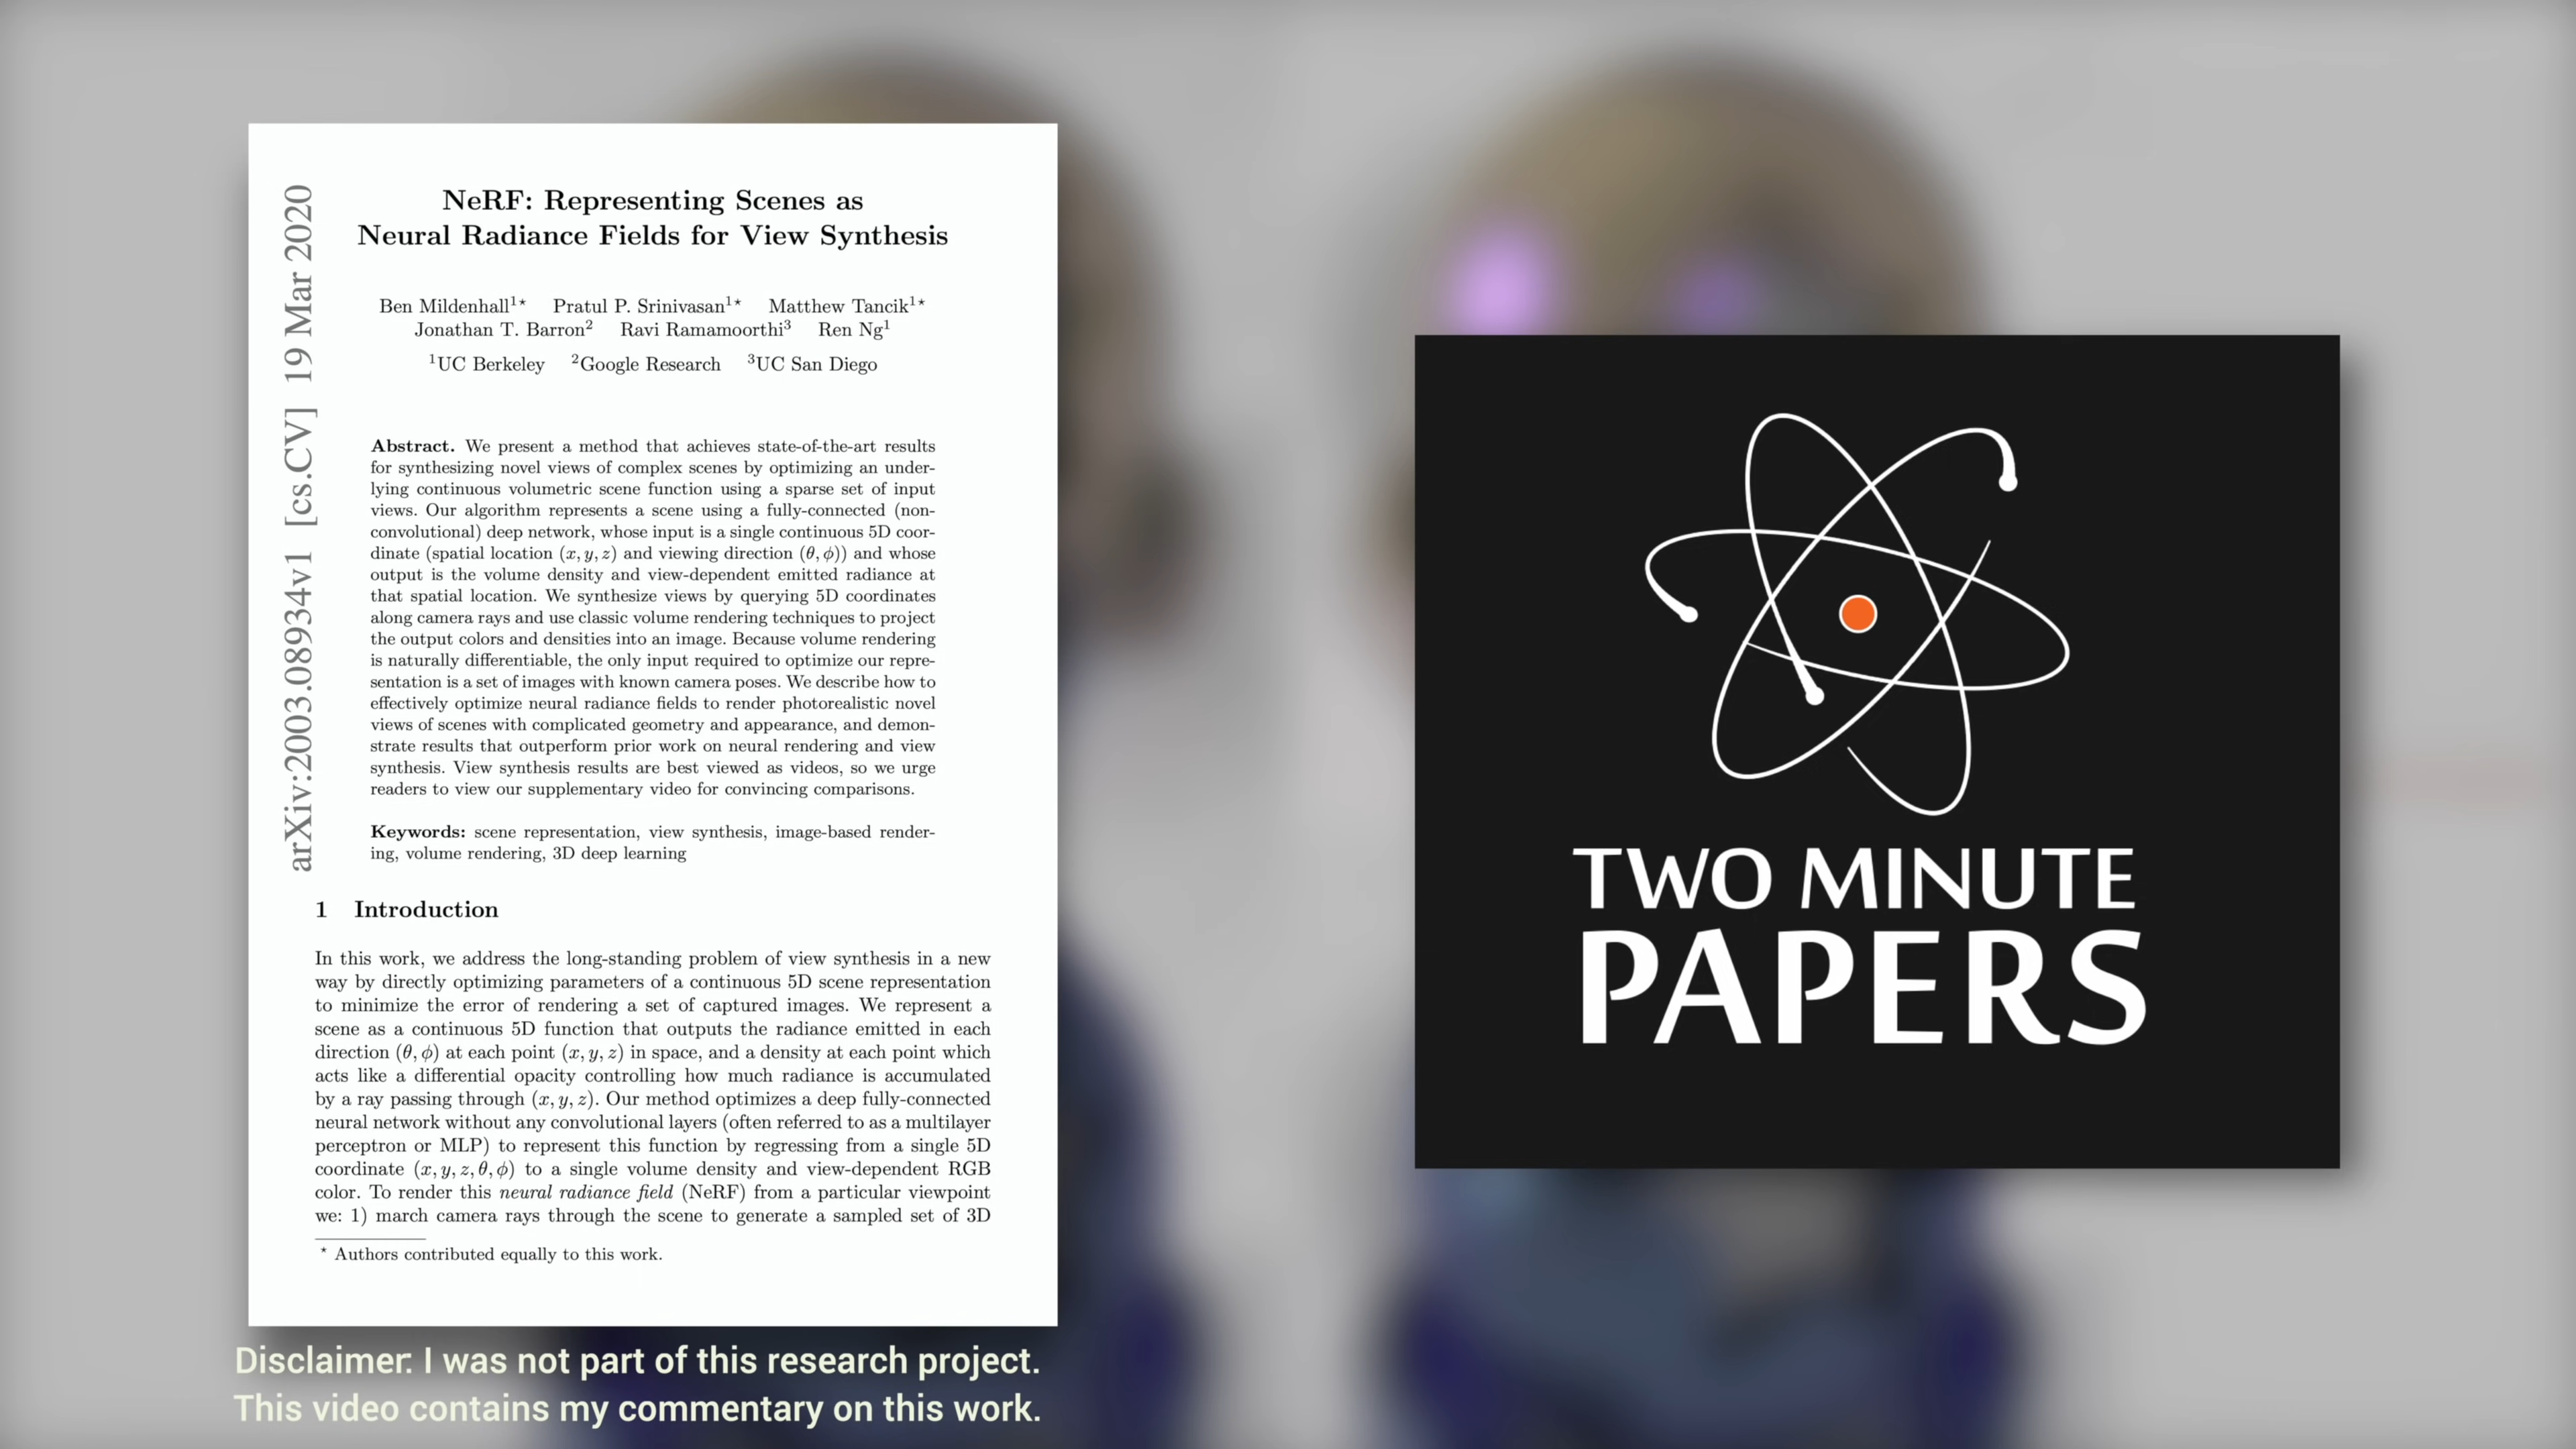 arXiv:2003.08934v1 [cs.CV] 19 Mar 2020
NeRF: Representing Scenes as
Neural Radiance Fields for View Synthesis
Ben Mildenhall¹⋆ Pratul P. Srinivasan¹⋆ Matthew Tancik¹⋆
Jonathan T. Barron² Ravi Ramamoorthi³ Ren Ng¹
¹UC Berkeley ²Google Research ³UC San Diego
Abstract. We present a method that achieves state-of-the-art results
for synthesizing novel views of complex scenes by optimizing an under-
lying continuous volumetric scene function using a sparse set of input
views. Our algorithm represents a scene using a fully-connected (non-
convolutional) deep network, whose input is a single continuous 5D coor-
dinate (spatial location (x, y, z) and viewing direction (θ, ϕ)) and whose
output is the volume density and view-dependent emitted radiance at
that spatial location. We synthesize views by querying 5D coordinates
along camera rays and use classic volume rendering techniques to project
the output colors and densities into an image. Because volume rendering
is naturally differentiable, the only input required to optimize our repre-
sentation is a set of images with known camera poses. We describe how to
effectively optimize neural radiance fields to render photorealistic novel
views of scenes with complicated geometry and appearance, and demon-
strate results that outperform prior work on neural rendering and view
synthesis. View synthesis results are best viewed as videos, so we urge
readers to view our supplementary video for convincing comparisons.
Keywords: scene representation, view synthesis, image-based render-
ing, volume rendering, 3D deep learning
1 Introduction
In this work, we address the long-standing problem of view synthesis in a new
way by directly optimizing parameters of a continuous 5D scene representation
to minimize the error of rendering a set of captured images. We represent a
scene as a continuous 5D function that outputs the radiance emitted in each
direction (θ, ϕ) at each point (x, y, z) in space, and a density at each point which
acts like a differential opacity controlling how much radiance is accumulated
by a ray passing through (x, y, z). Our method optimizes a deep fully-connected
neural network without any convolutional layers (often referred to as a multilayer
perceptron or MLP) to represent this function by regressing from a single 5D
coordinate (x, y, z, θ, ϕ) to a single volume density and view-dependent RGB
color. To render this neural radiance field (NeRF) from a particular viewpoint
we: 1) march camera rays through the scene to generate a sampled set of 3D
⋆ Authors contributed equally to this work.
Disclaimer: I was not part of this research project.
This video contains my commentary on this work.
TWO MINUTE
PAPERS